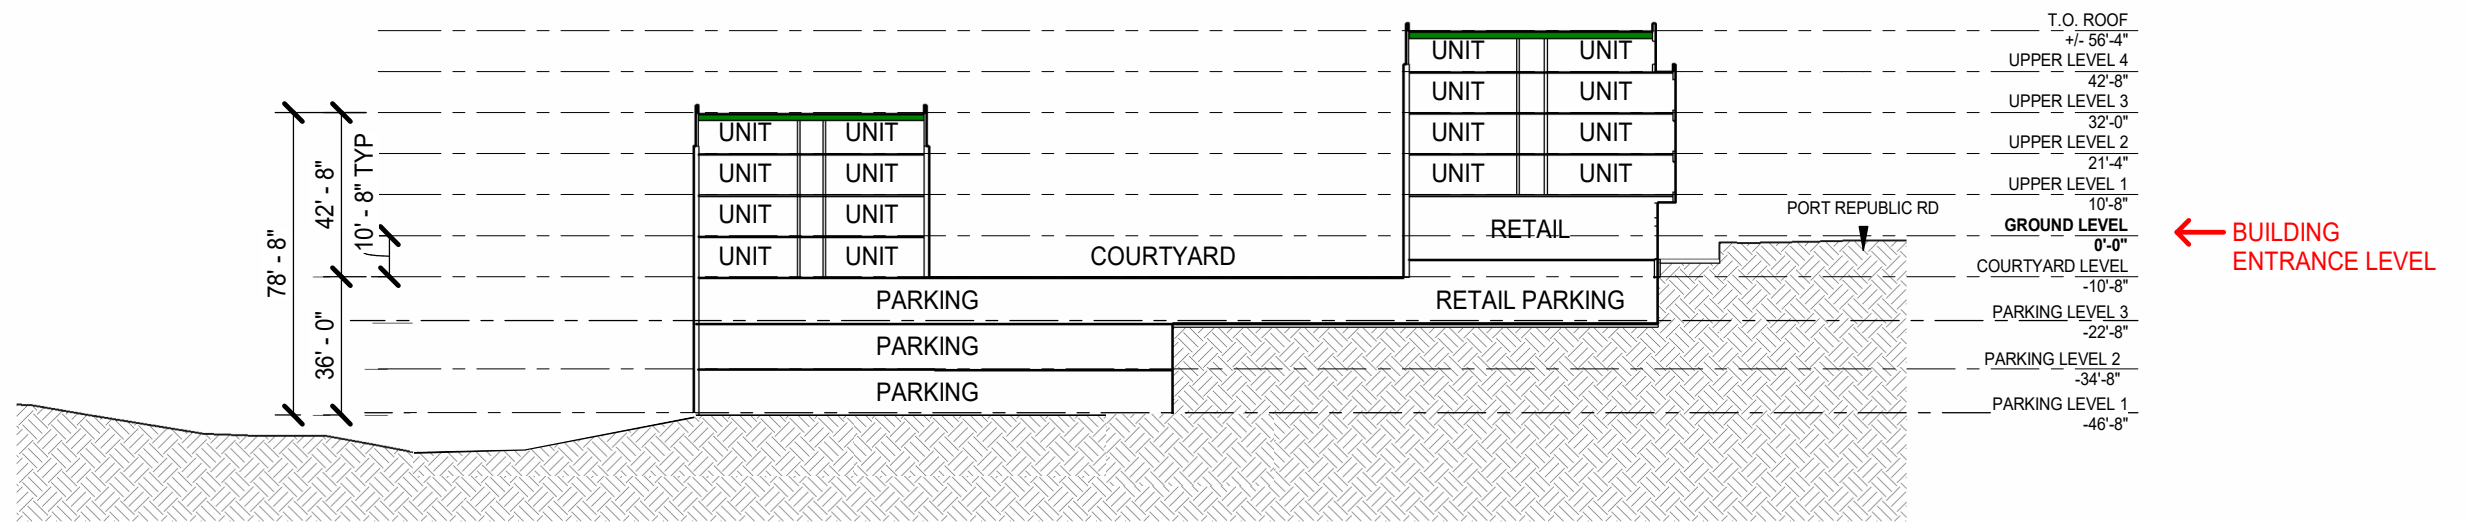 T.O. ROOF
+/- 56'-4"
UPPER LEVEL 4
42'-8"
UPPER LEVEL 3
32'-0"
UPPER LEVEL 2
21'-4"
UPPER LEVEL 1
10'-8"
GROUND LEVEL
0'-0"
COURTYARD LEVEL
-10'-8"
PARKING LEVEL 3
-22'-8"
PARKING LEVEL 2
-34'-8"
PARKING LEVEL 1
-46'-8"
BUILDING
ENTRANCE LEVEL
PORT REPUBLIC RD
UNIT UNIT
UNIT UNIT
UNIT UNIT
UNIT UNIT
RETAIL
RETAIL PARKING
UNIT UNIT
UNIT UNIT
UNIT UNIT
UNIT UNIT
COURTYARD
PARKING
PARKING
PARKING
78' - 8"
42' - 8"
36' - 0"
10' - 8" TYP